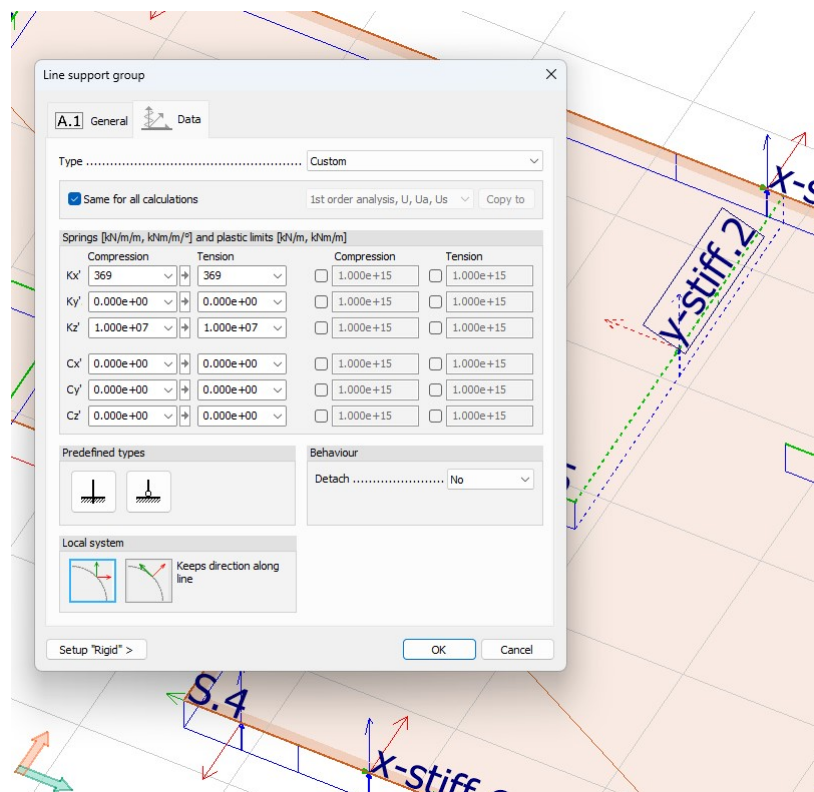 Line support group
A.1 General
Data
Type
Custom
Same for all calculations
1st order analysis, U, Ua, Us
Copy to
Springs [kN/m/m, kNm/m/°] and plastic limits [kN/m, kNm/m]
Compression Tension Compression Tension
Kx' 369 369 1.000e+15 1.000e+15
Ky' 0.000e+00 0.000e+00 1.000e+15 1.000e+15
Kz' 1.000e+07 1.000e+07 1.000e+15 1.000e+15
Cx' 0.000e+00 0.000e+00 1.000e+15 1.000e+15
Cy' 0.000e+00 0.000e+00 1.000e+15 1.000e+15
Cz' 0.000e+00 0.000e+00 1.000e+15 1.000e+15
Predefined types
Behaviour
Detach
No
Local system
Keeps direction along
line
Setup "Rigid" >
OK
Cancel
x-s
y-stiff.2
S.4
x-stiff.